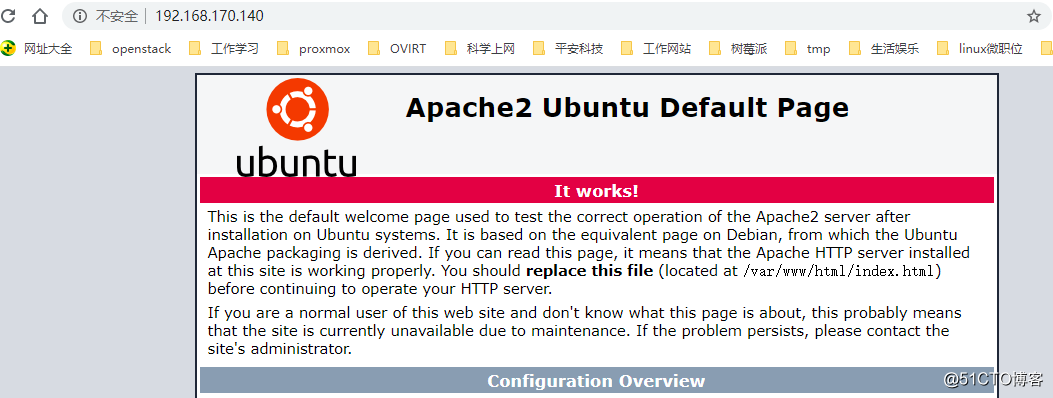 不安全 192.168.170.140
网址大全 openstack 工作学习 proxmox OVIRT 科学上网 平安科技 工作网站 树莓派 tmp 生活娱乐 linux微职位
Apache2 Ubuntu Default Page
ubuntu
It works!
This is the default welcome page used to test the correct operation of the Apache2 server after
installation on Ubuntu systems. It is based on the equivalent page on Debian, from which the Ubuntu
Apache packaging is derived. If you can read this page, it means that the Apache HTTP server installed
at this site is working properly. You should replace this file (located at /var/www/html/index.html)
before continuing to operate your HTTP server.
If you are a normal user of this web site and don't know what this page is about, this probably means
that the site is currently unavailable due to maintenance. If the problem persists, please contact the
site's administrator.
Configuration Overview
@51CTO博客